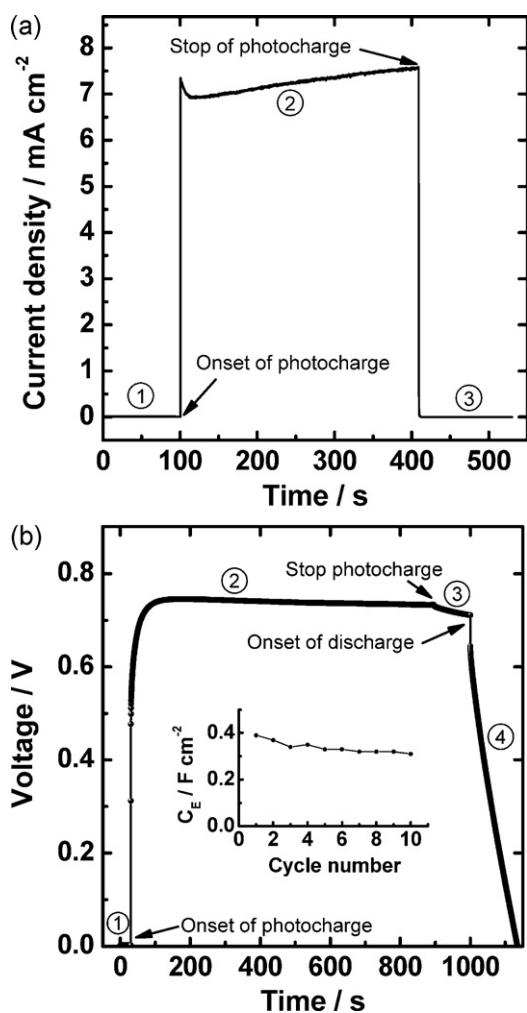 (a)
Current density / mA cm⁻²
8
7
6
5
4
3
2
1
0
Stop of photocharge
②
Onset of photocharge
①
③
0 100 200 300 400 500
Time / s
(b)
Voltage / V
0.8
0.6
0.4
0.2
0.0
②
Stop photocharge
③
Onset of discharge
④
C_E / F cm⁻²
0.4
0.2
0.0
0 2 4 6 8 10
Cycle number
①
Onset of photocharge
0 200 400 600 800 1000
Time / s